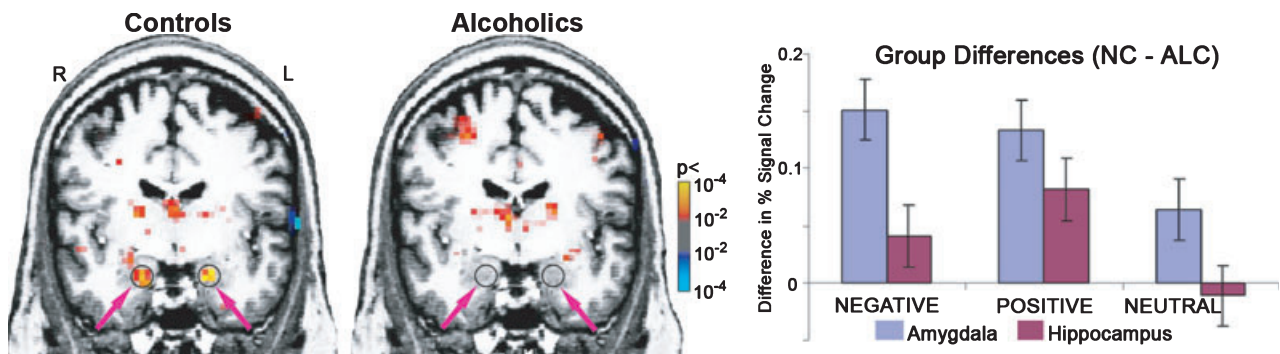 Controls
Alcoholics
R
L
p<
10-4
10-2
10-2
10-4
Group Differences (NC - ALC)
Difference in % Signal Change
0.2
0.1
0
NEGATIVE
POSITIVE
NEUTRAL
Amygdala
Hippocampus